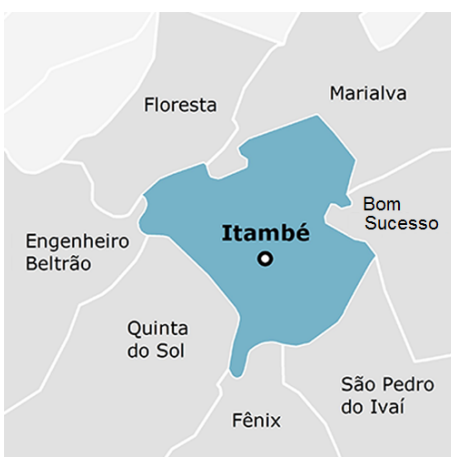 Marialva
Floresta
Bom
Sucesso
Itambé
Engenheiro
Beltrão
Quinta
do Sol
São Pedro
do Ivaí
Fênix